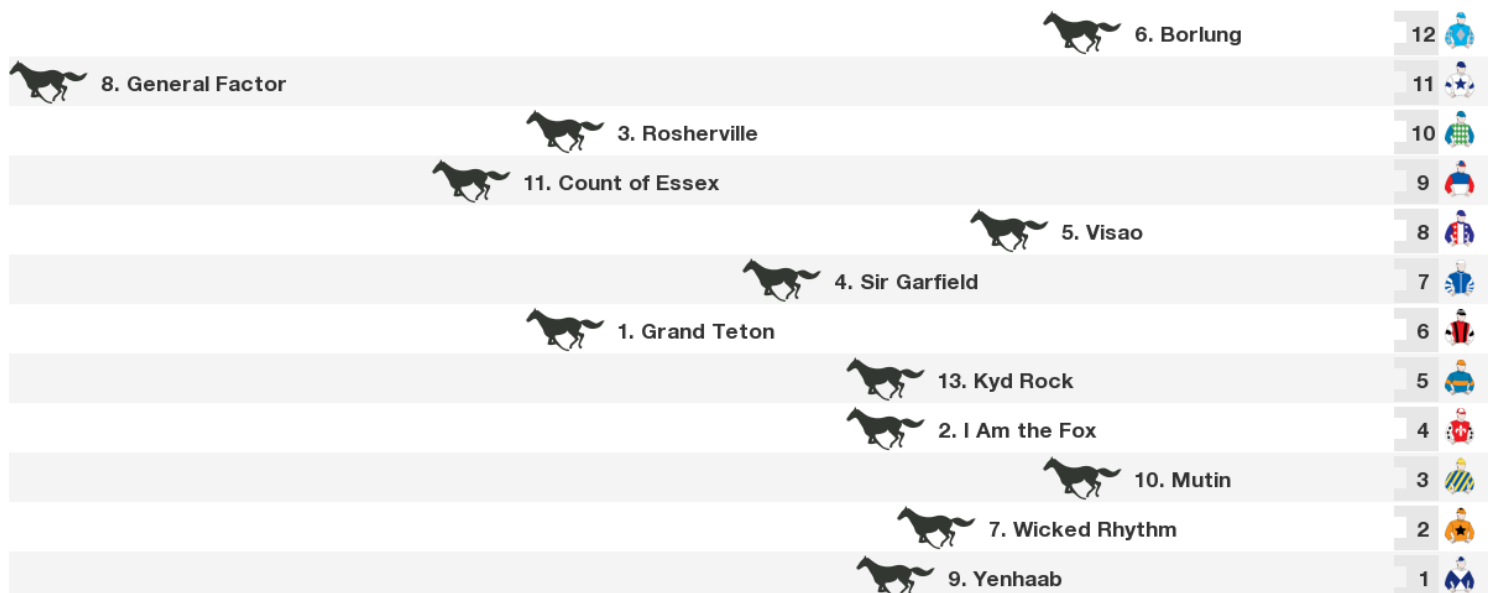 6. Borlung 12
8. General Factor 11
3. Rosherville 10
11. Count of Essex 9
5. Visao 8
4. Sir Garfield 7
1. Grand Teton 6
13. Kyd Rock 5
2. I Am the Fox 4
10. Mutin 3
7. Wicked Rhythm 2
9. Yenhaab 1